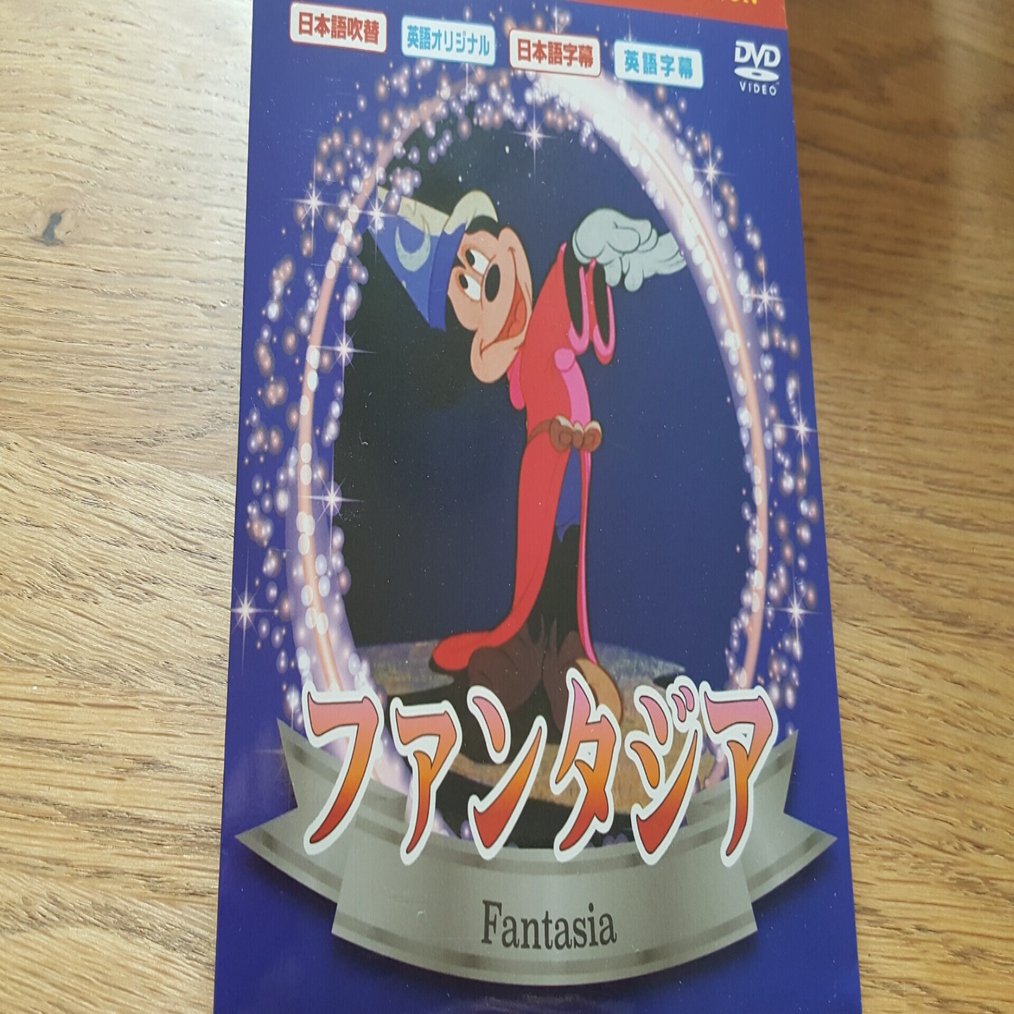 日本語吹替
英語オリジナル
日本語字幕
英語字幕
DVD
VIDEO
ファンタジア
Fantasia